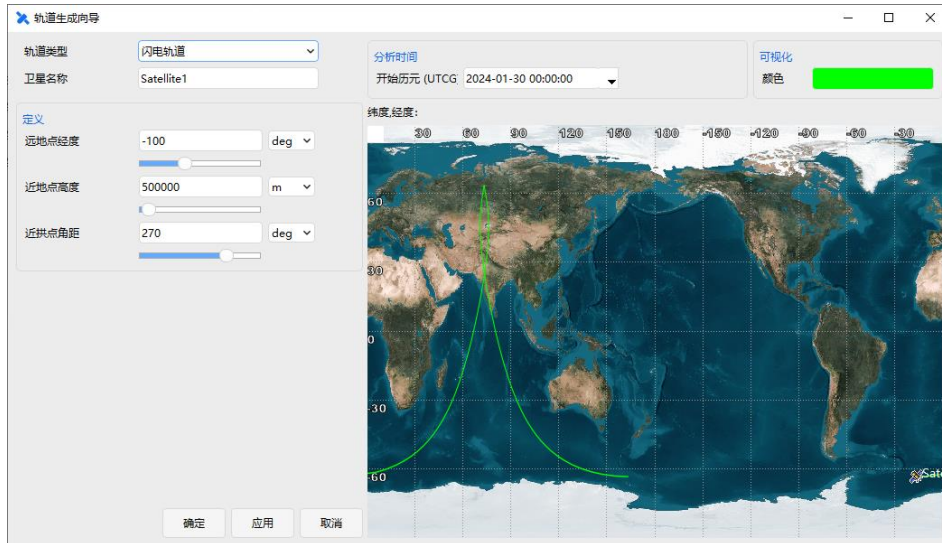 轨道生成向导
轨道类型 闪电轨道
卫星名称 Satellite1
定义
远地点经度 -100 deg
近地点高度 500000 m
近拱点角距 270 deg
确定 应用 取消
分析时间
开始历元 (UTCG 2024-01-30 00:00:00
可视化
颜色
纬度,经度:
30 60 90 120 150 180 -150 -120 -90 -60 -30
60
30
0
-30
-60
Sate